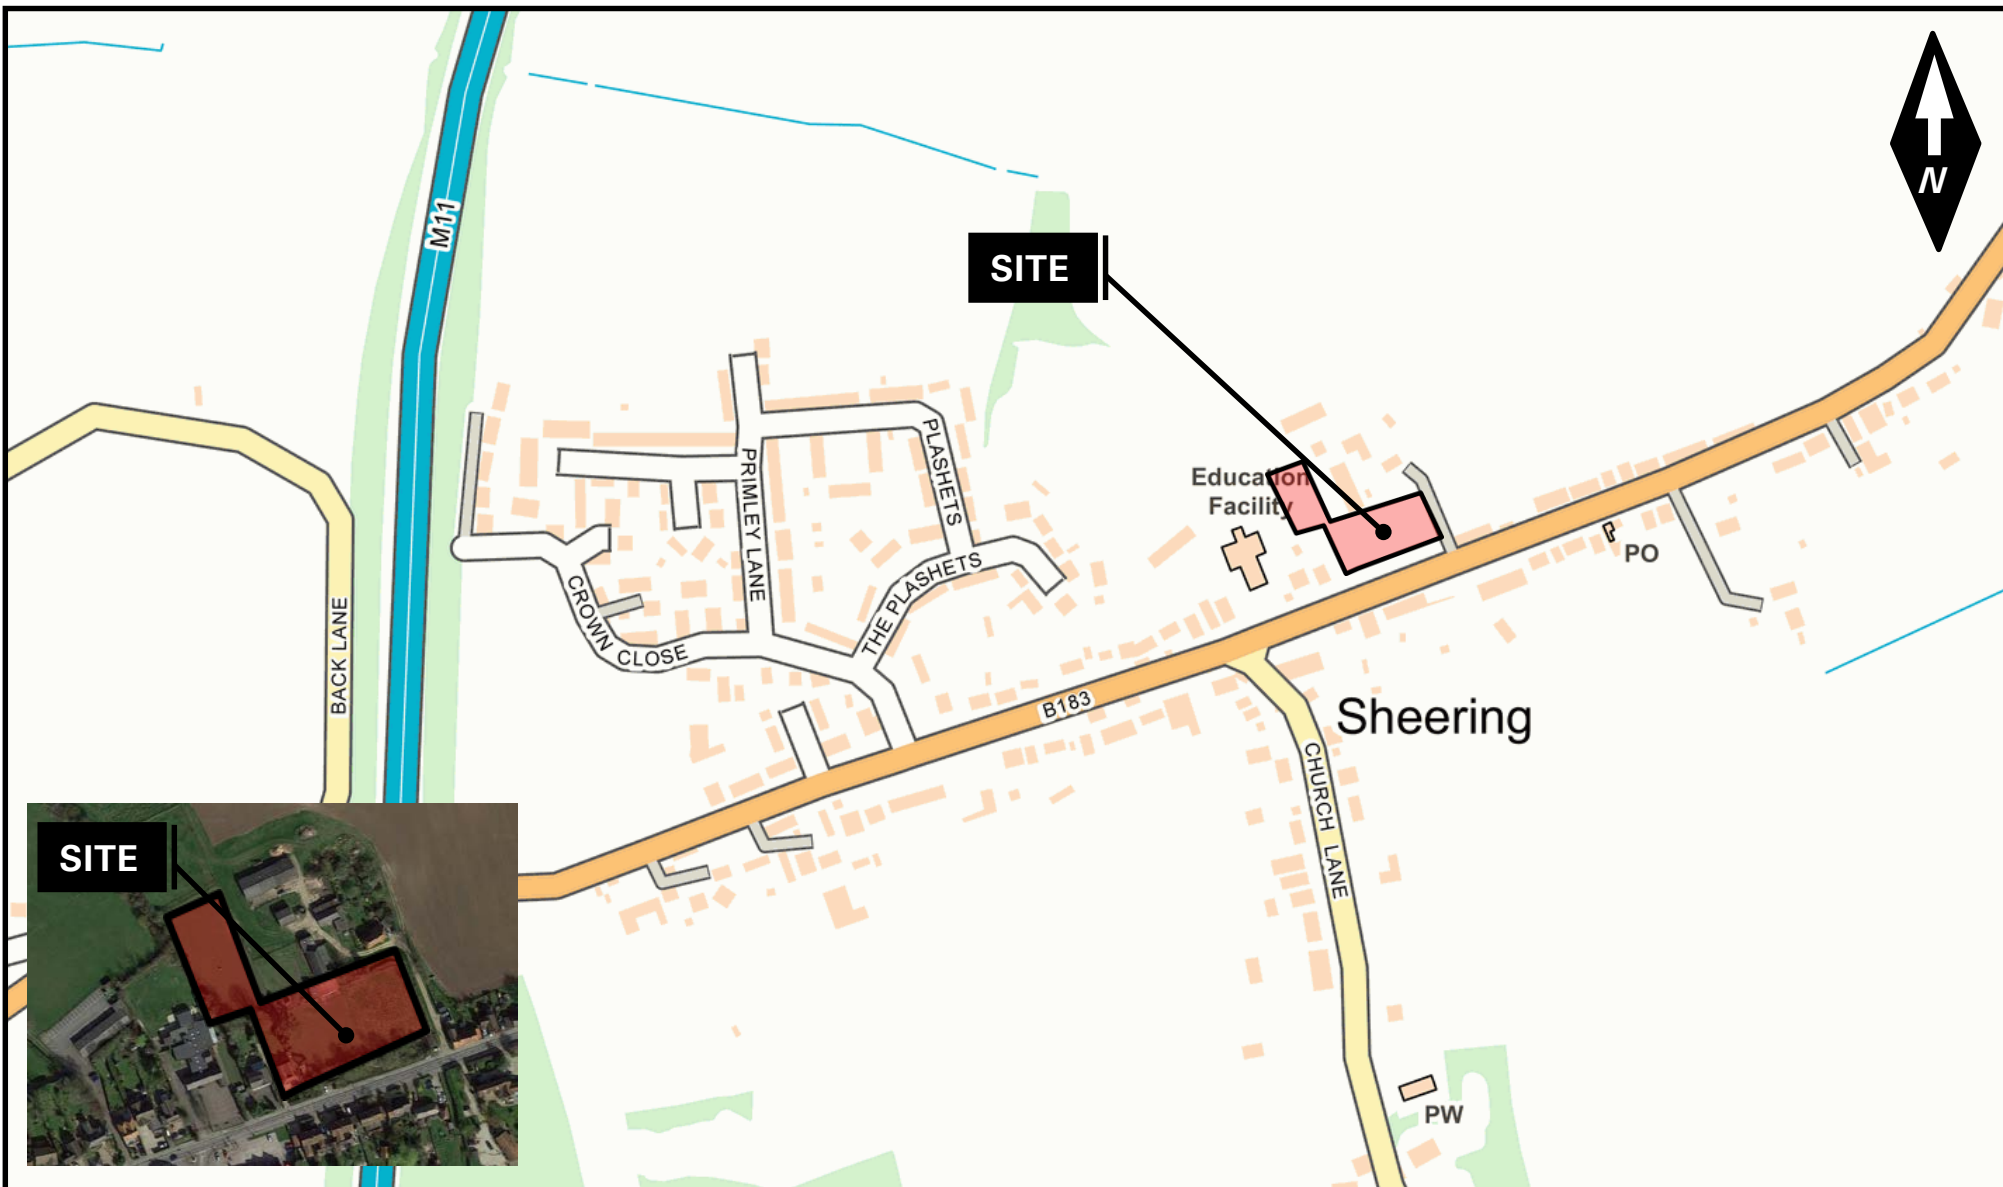 M11
N
SITE
PLASHETS
PRIMLEY LANE
Education
Facility
PO
THE PLASHETS
CROWN CLOSE
BACK LANE
B183
Sheering
CHURCH LANE
SITE
PW